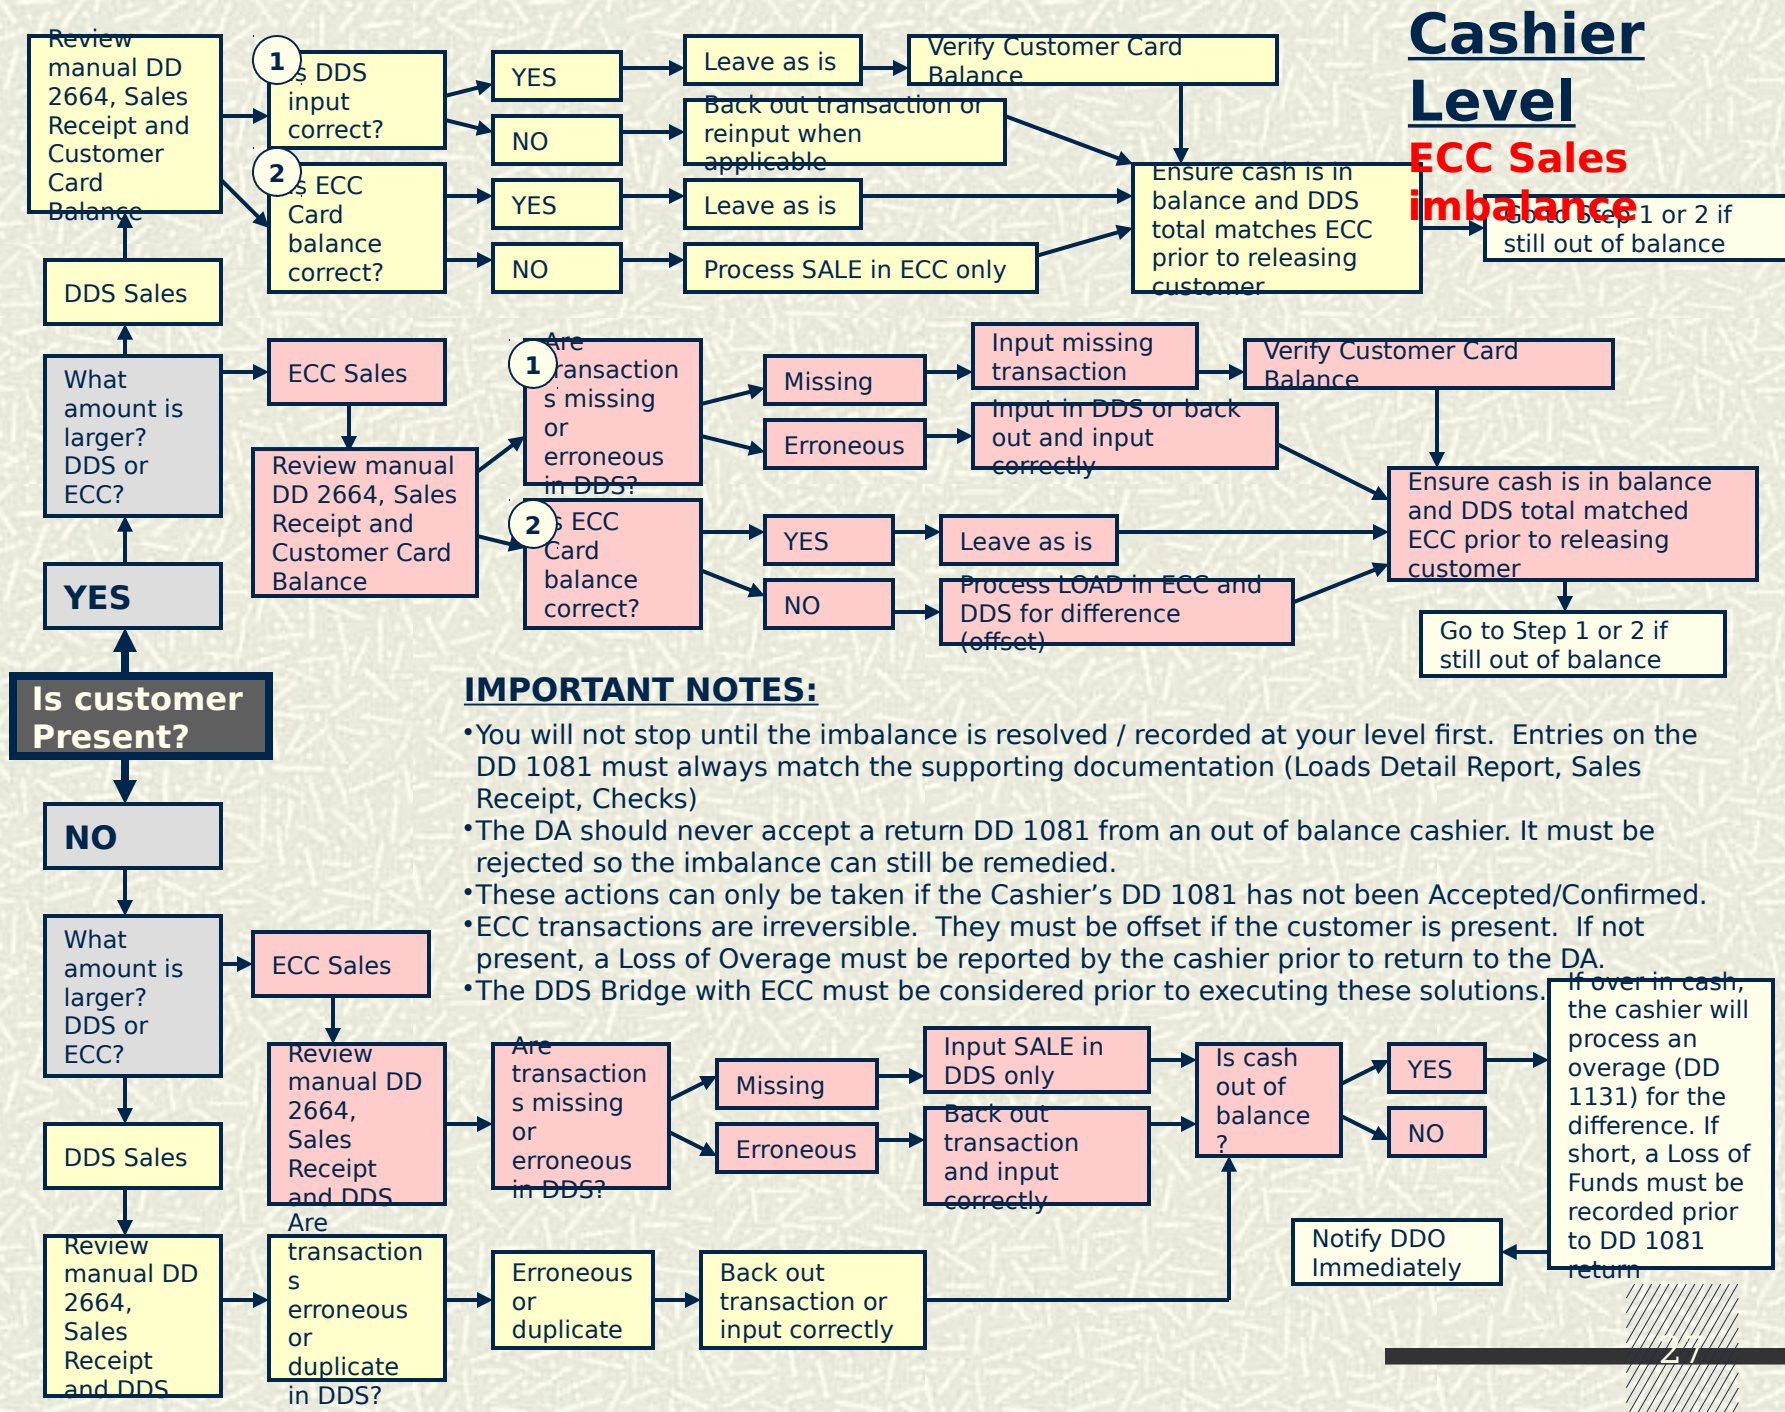 Cashier
Level
ECC Sales
imbalance
Review
manual DD
2664, Sales
Receipt and
Customer
Card
Balance
1
Is DDS
input
correct?
YES
Leave as is
Verify Customer Card
Balance
NO
Back out transaction or
reinput when
applicable
2
Is ECC
Card
balance
correct?
YES
Leave as is
NO
Process SALE in ECC only
Ensure cash is in
balance and DDS
total matches ECC
prior to releasing
customer
Go to Step 1 or 2 if
still out of balance
DDS Sales
What
amount is
larger?
DDS or
ECC?
ECC Sales
Review manual
DD 2664, Sales
Receipt and
Customer Card
Balance
1
Are
transaction
s missing
or
erroneous
in DDS?
Missing
Input missing
transaction
Verify Customer Card
Balance
Erroneous
Input in DDS or back
out and input
correctly
2
Is ECC
Card
balance
correct?
YES
Leave as is
NO
Process LOAD in ECC and
DDS for difference
(offset)
Ensure cash is in balance
and DDS total matched
ECC prior to releasing
customer
Go to Step 1 or 2 if
still out of balance
YES
Is customer
Present?
NO
IMPORTANT NOTES:
•You will not stop until the imbalance is resolved / recorded at your level first.  Entries on the
DD 1081 must always match the supporting documentation (Loads Detail Report, Sales
Receipt, Checks)
•The DA should never accept a return DD 1081 from an out of balance cashier. It must be
rejected so the imbalance can still be remedied.
•These actions can only be taken if the Cashier’s DD 1081 has not been Accepted/Confirmed.
•ECC transactions are irreversible.  They must be offset if the customer is present.  If not
present, a Loss of Overage must be reported by the cashier prior to return to the DA.
•The DDS Bridge with ECC must be considered prior to executing these solutions.
What
amount is
larger?
DDS or
ECC?
ECC Sales
Review
manual DD
2664,
Sales
Receipt
and DDS
Are
transaction
s missing
or
erroneous
in DDS?
Missing
Input SALE in
DDS only
Erroneous
Back out
transaction
and input
correctly
Is cash
out of
balance
?
YES
NO
If over in cash,
the cashier will
process an
overage (DD
1131) for the
difference. If
short, a Loss of
Funds must be
recorded prior
to DD 1081
return
Notify DDO
Immediately
DDS Sales
Review
manual DD
2664,
Sales
Receipt
and DDS
Are
transaction
s
erroneous
or
duplicate
in DDS?
Erroneous
or
duplicate
Back out
transaction or
input correctly
27